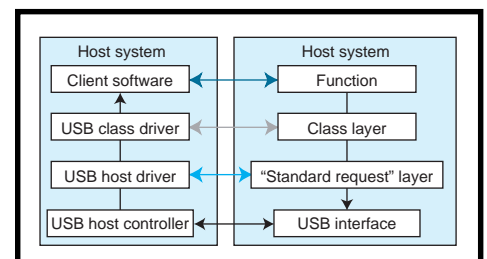 Host system
Client software
USB class driver
USB host driver
USB host controller
Host system
Function
Class layer
“Standard request” layer
USB interface